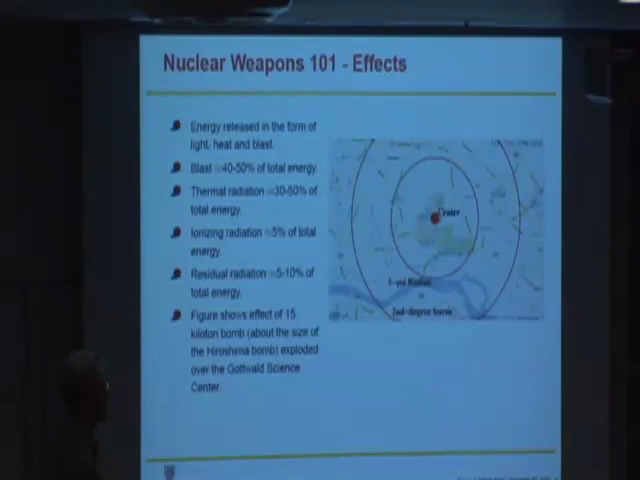 Nuclear Weapons 101 - Effects
Energy released in the form of
light, heat and blast.
Blast ≈40-50% of total energy.
Thermal radiation ≈30-50% of
total energy.
Ionizing radiation ≈5% of total
energy.
Residual radiation ≈5-10% of
total energy.
Figure shows effect of 15
kiloton bomb (about the size of
the Hiroshima bomb) exploded
over the Gottwald Science
Center.
Center
5-psi Radius
2nd-degree burns